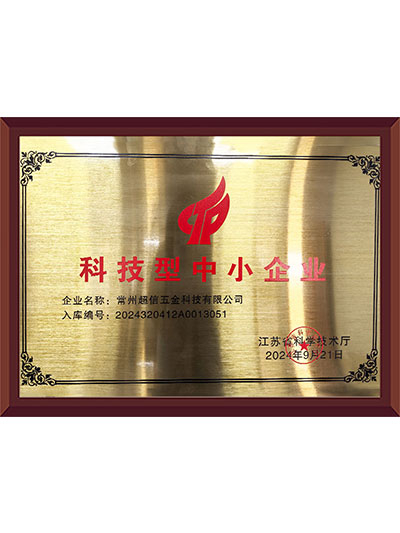 科技型中小企业
企业名称：常州超信五金科技有限公司
入库编号：2024320412A0013051
江苏省科学技术厅
2024年9月21日